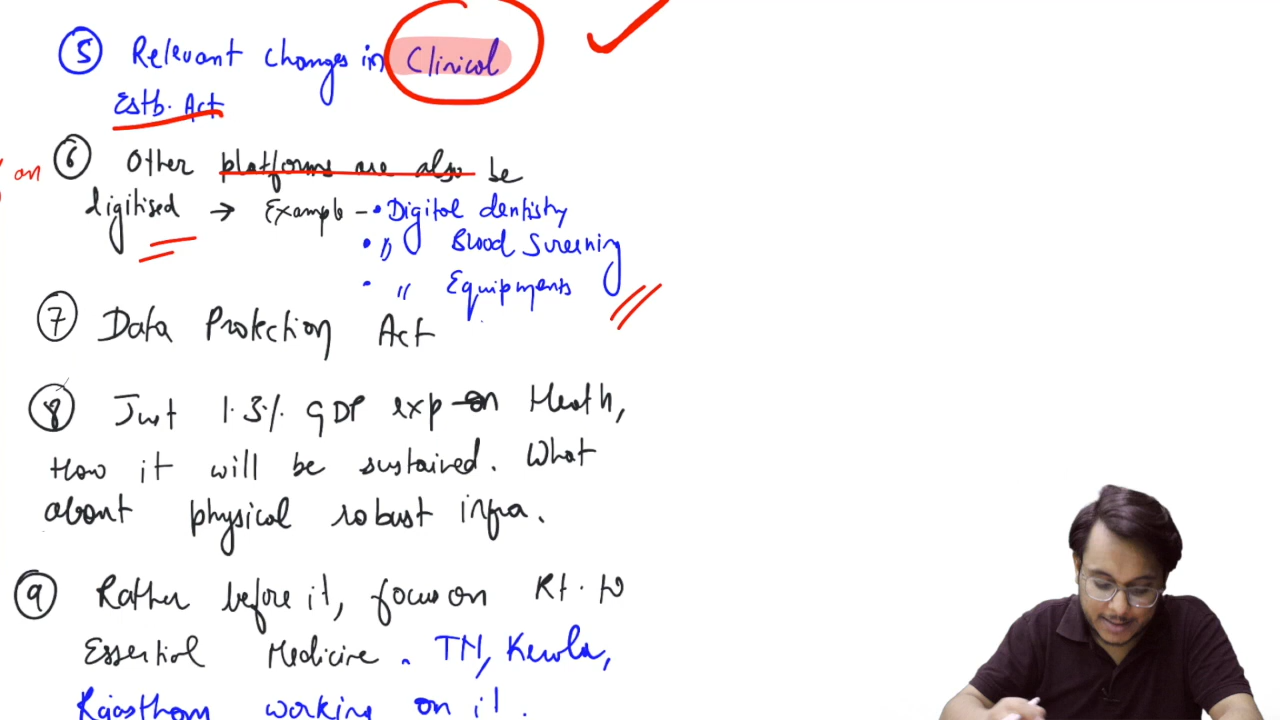 ⑤ Relevant changes in Clinical
Estb. Act
on
⑥ Other platforms are also be
digitised → Example - • Digital dentistry
• 〃 Blood Screening
• 〃 Equipments
⑦ Data Protection Act
⑧ Just 1.3% GDP exp on Heath,
How it will be sustained. What
about physical robust infra.
⑨ Rather before it, focus on Rt. to
Essential Medicine. TN, Kerala,
Rajasthan working on it.